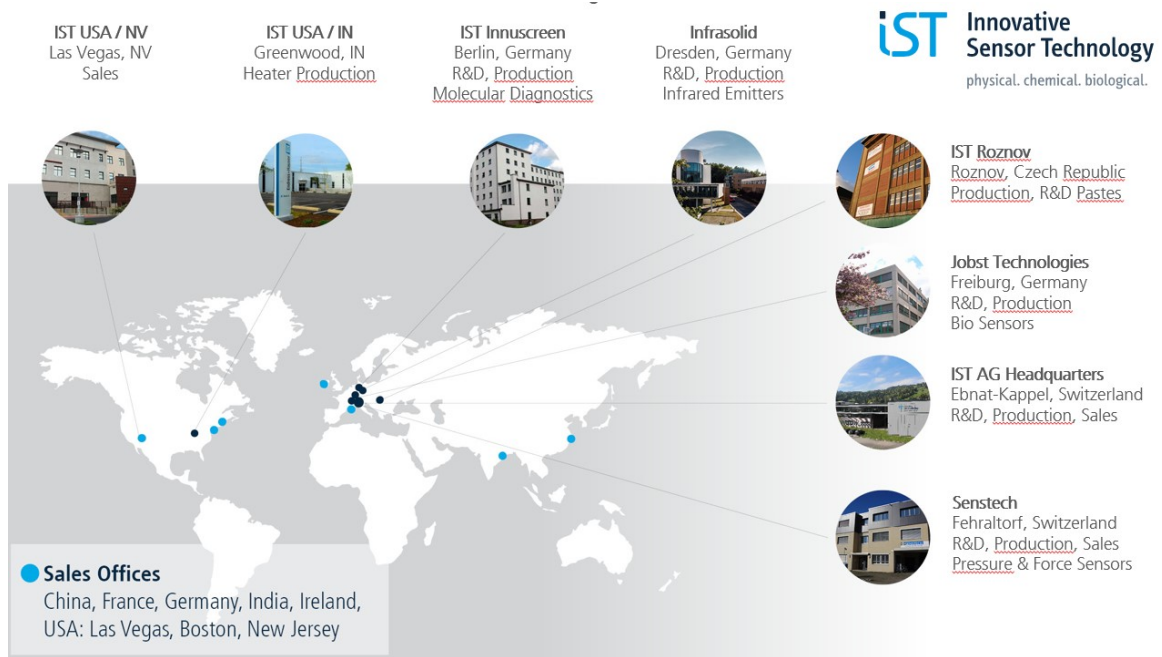 IST USA / NV
Las Vegas, NV
Sales
IST USA / IN
Greenwood, IN
Heater Production
IST Innuscreen
Berlin, Germany
R&D, Production
Molecular Diagnostics
Infrasolid
Dresden, Germany
R&D, Production
Infrared Emitters
iST
Innovative
Sensor Technology
physical. chemical. biological.
IST Roznov
Roznov, Czech Republic
Production, R&D Pastes
Jobst Technologies
Freiburg, Germany
R&D, Production
Bio Sensors
IST AG Headquarters
Ebnat-Kappel, Switzerland
R&D, Production, Sales
Senstech
Fehraltorf, Switzerland
R&D, Production, Sales
Pressure & Force Sensors
Sales Offices
China, France, Germany, India, Ireland,
USA: Las Vegas, Boston, New Jersey